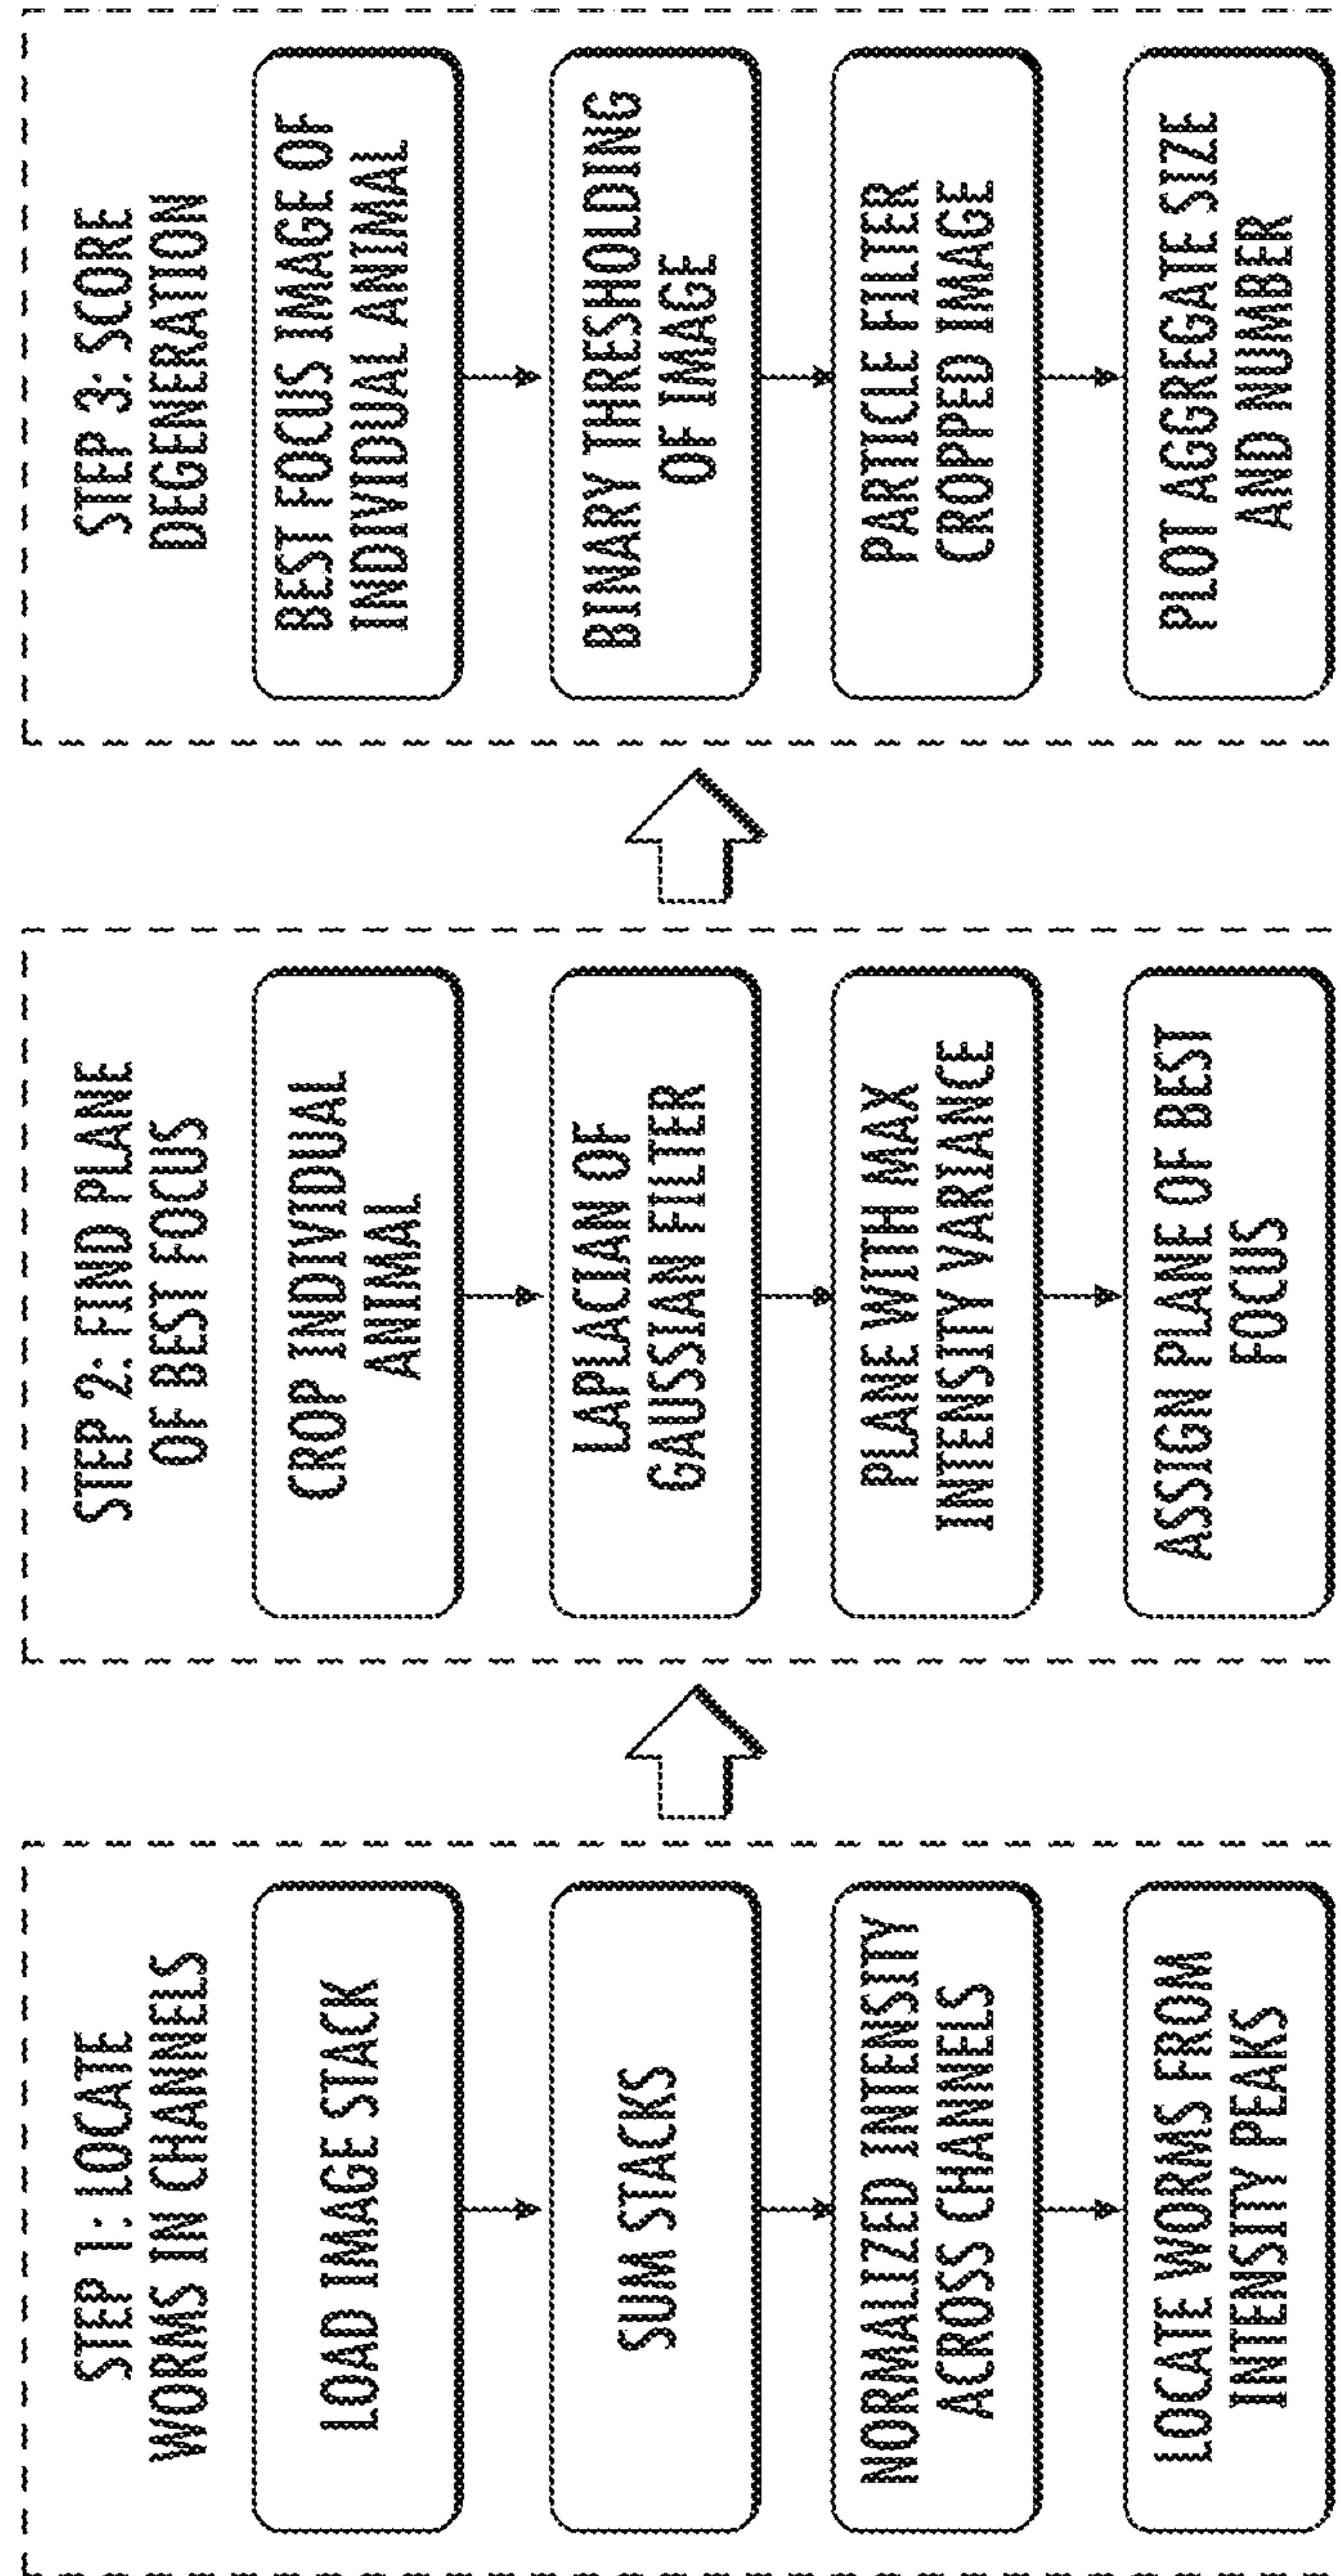 STEP 1: LOCATE
WORMS IN CHANNELS
LOAD IMAGE STACK
SUM STACKS
NORMALIZED INTENSITY
ACROSS CHANNELS
LOCATE WORMS FROM
INTENSITY PEAKS
STEP 2: FIND PLANE
OF BEST FOCUS
CROP INDIVIDUAL
ANIMAL
LAPLACIAN OF
GAUSSIAN FILTER
PLANE WITH MAX
INTENSITY VARIANCE
ASSIGN PLANE OF BEST
FOCUS
STEP 3: SCORE
DEGENERATION
BEST FOCUS IMAGE OF
INDIVIDUAL ANIMAL
BINARY THRESHOLDING
OF IMAGE
PARTICLE FILTER
CROPPED IMAGE
PLOT AGGREGATE SIZE
AND NUMBER